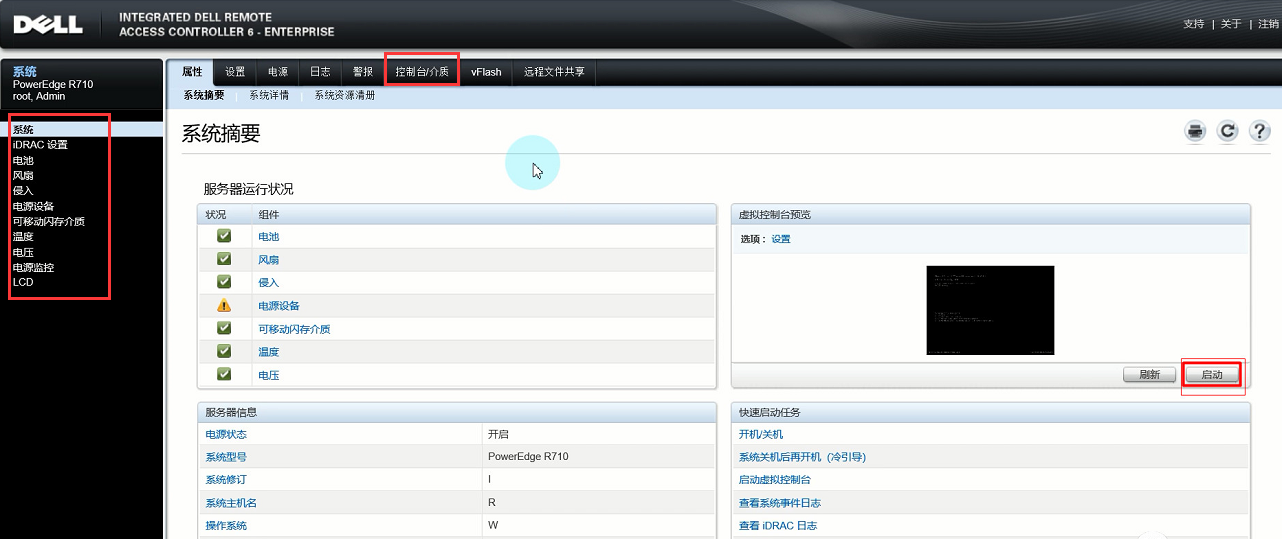 DELL
INTEGRATED DELL REMOTE
ACCESS CONTROLLER 6 - ENTERPRISE
支持 | 关于 | 注销
系统
PowerEdge R710
root, Admin
属性 设置 电源 日志 警报 控制台/介质 vFlash 远程文件共享
系统摘要 系统详情 系统资源清册
系统
iDRAC 设置
电池
风扇
侵入
电源设备
可移动闪存介质
温度
电压
电源监控
LCD
系统摘要
服务器运行状况
状况 组件
电池
风扇
侵入
电源设备
可移动闪存介质
温度
电压
虚拟控制台预览
选项： 设置
刷新 启动
服务器信息
电源状态 开启
系统型号 PowerEdge R710
系统修订 I
系统主机名 R
操作系统 W
快速启动任务
开机/关机
系统关机后再开机 (冷引导)
启动虚拟控制台
查看系统事件日志
查看 iDRAC 日志